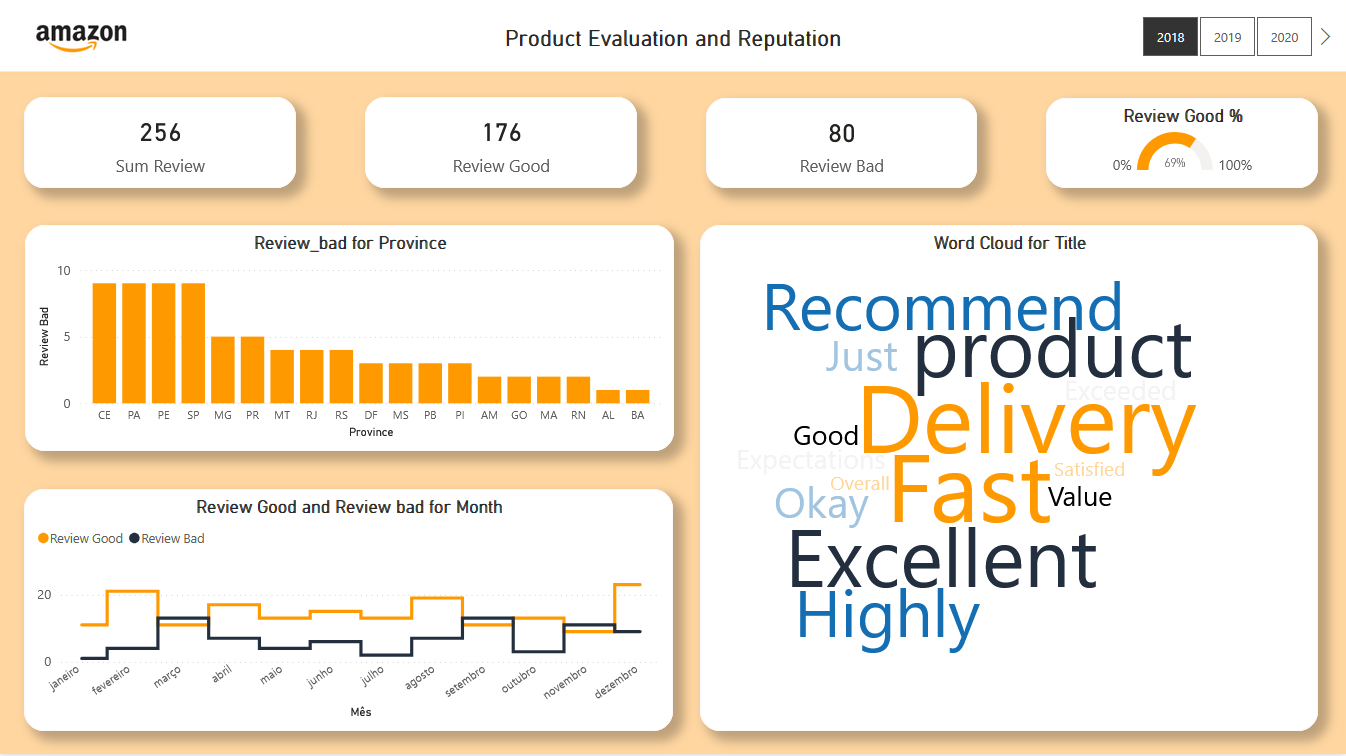 amazon
Product Evaluation and Reputation
2018 2019 2020
256
Sum Review
176
Review Good
80
Review Bad
Review Good %
0% 69% 100%
Review_bad for Province
10
5
0
Review Bad
CE PA PE SP MG PR MT RJ RS DF MS PB PI AM GO MA RN AL BA
Province
Word Cloud for Title
Recommend
product
Just
Exceeded
Delivery
Good
Expectations
Fast
Satisfied
Overall
Okay
Value
Excellent
Highly
Review Good and Review bad for Month
Review Good Review Bad
20
0
janeiro fevereiro março abril maio junho julho agosto setembro outubro novembro dezembro
Mês